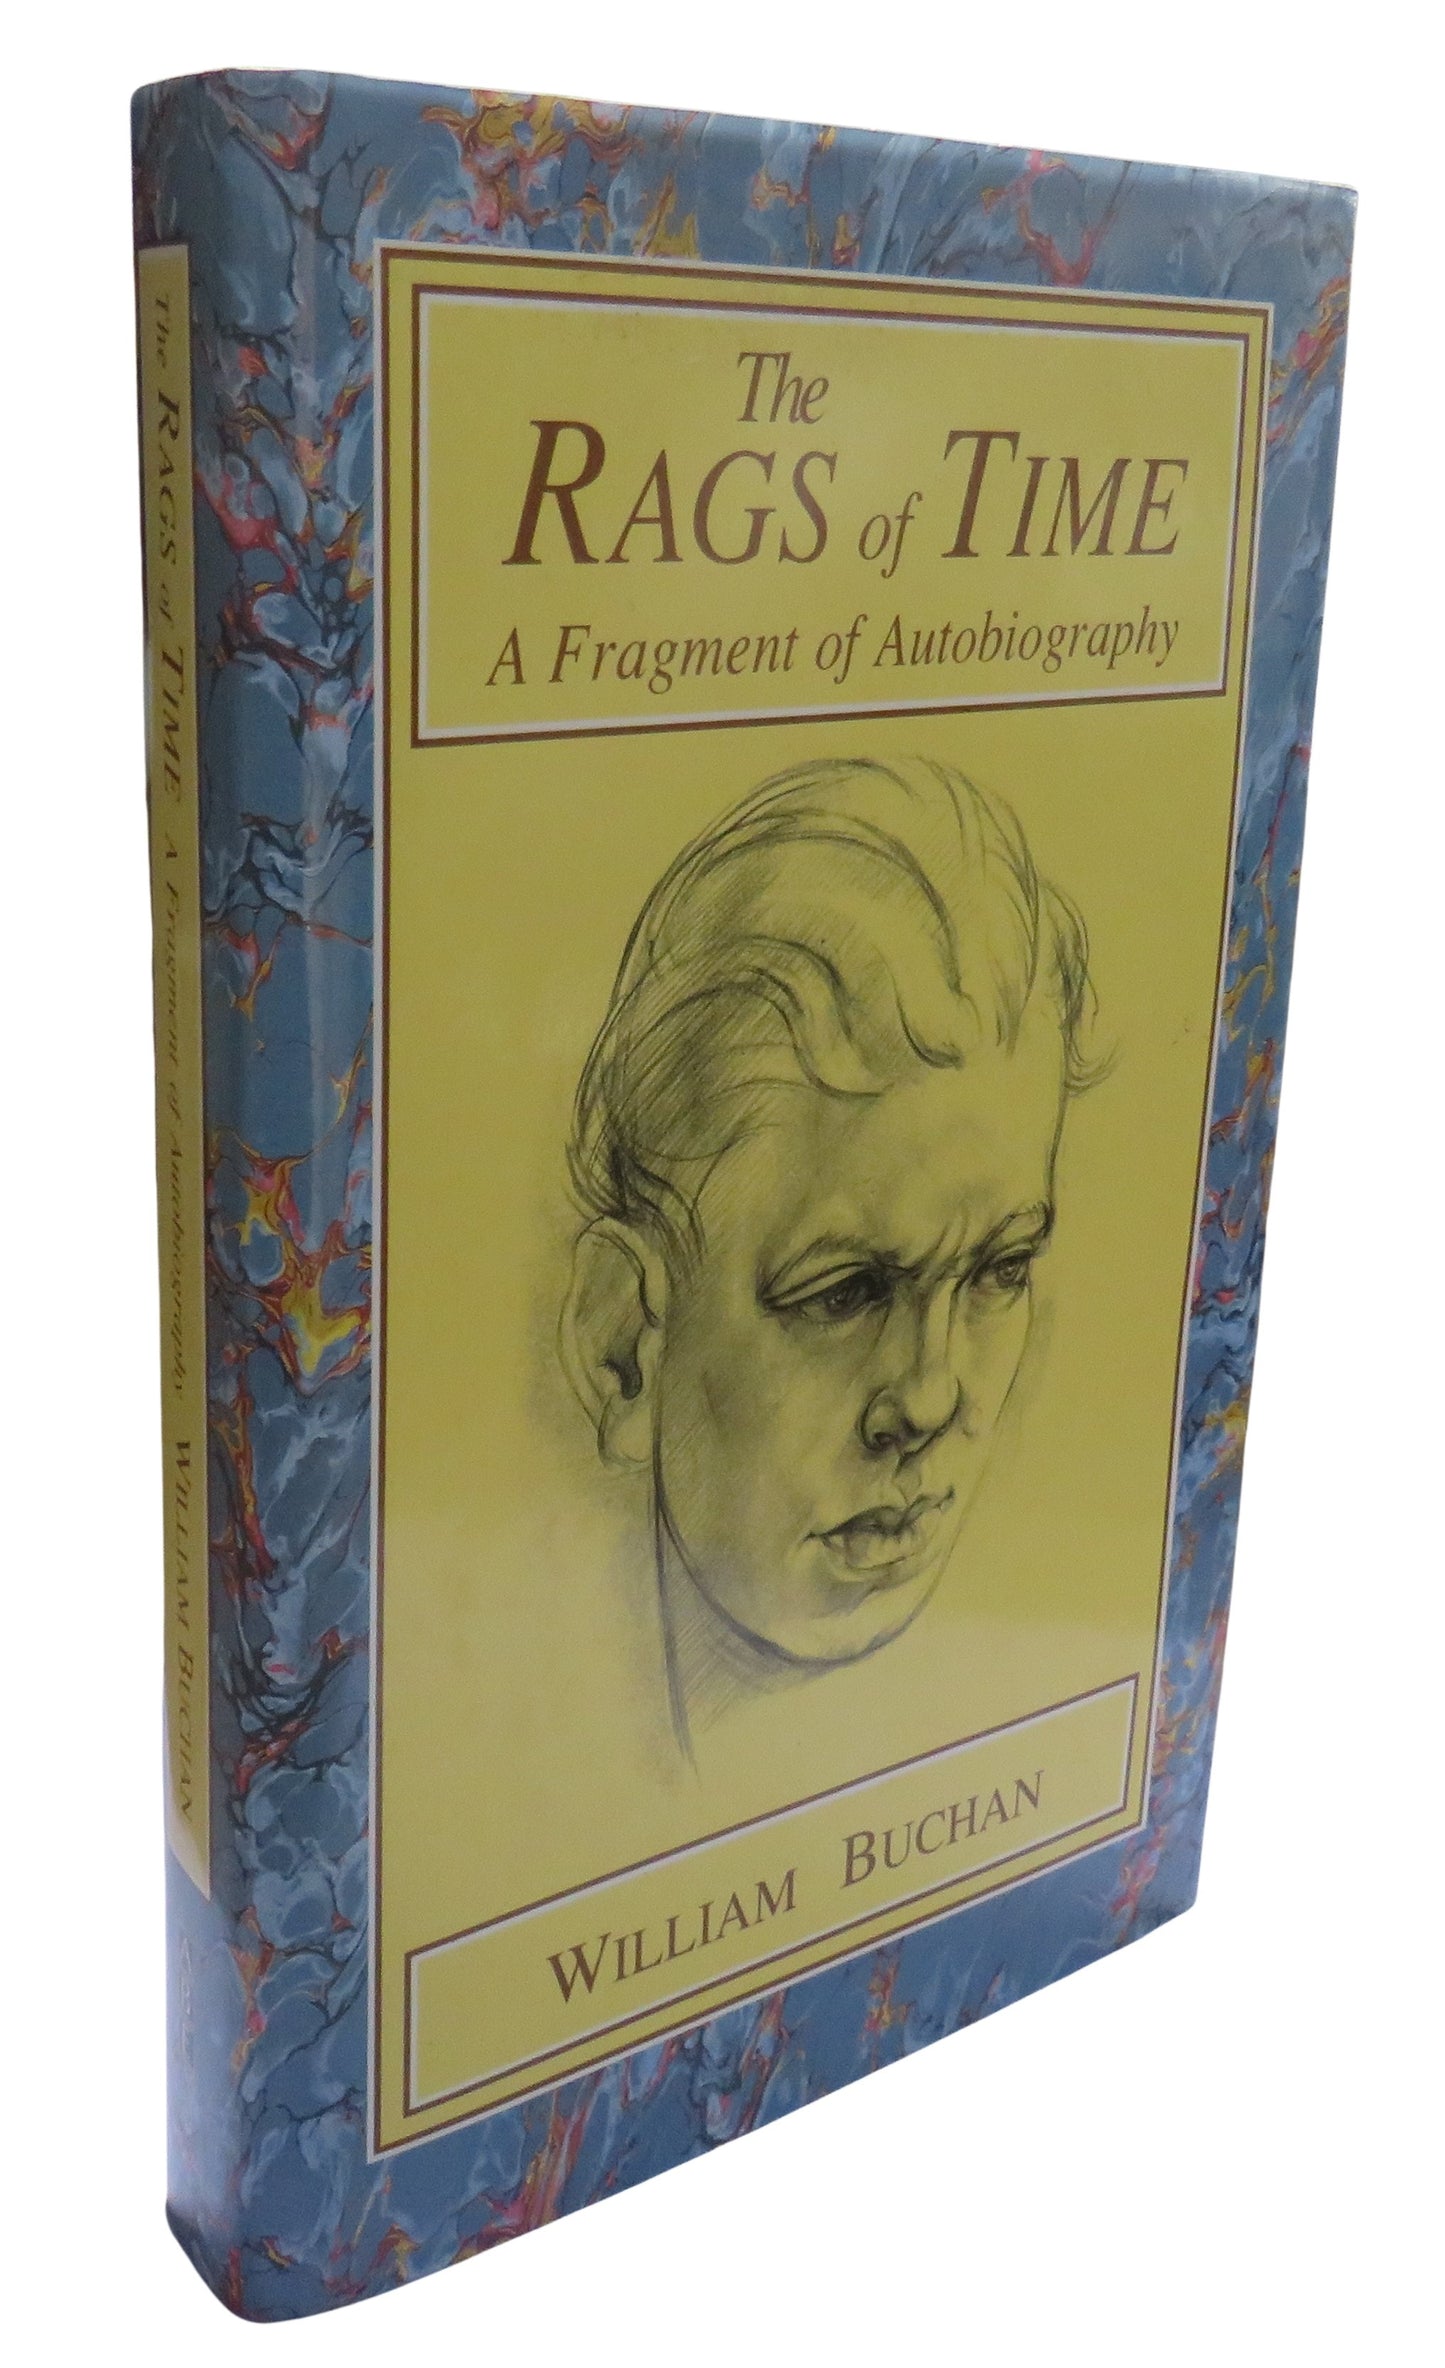 The
RAGS of TIME
A Fragment of Autobiography
WILLIAM BUCHAN
The RAGS of TIME A Fragment of Autobiography WILLIAM BUCHAN